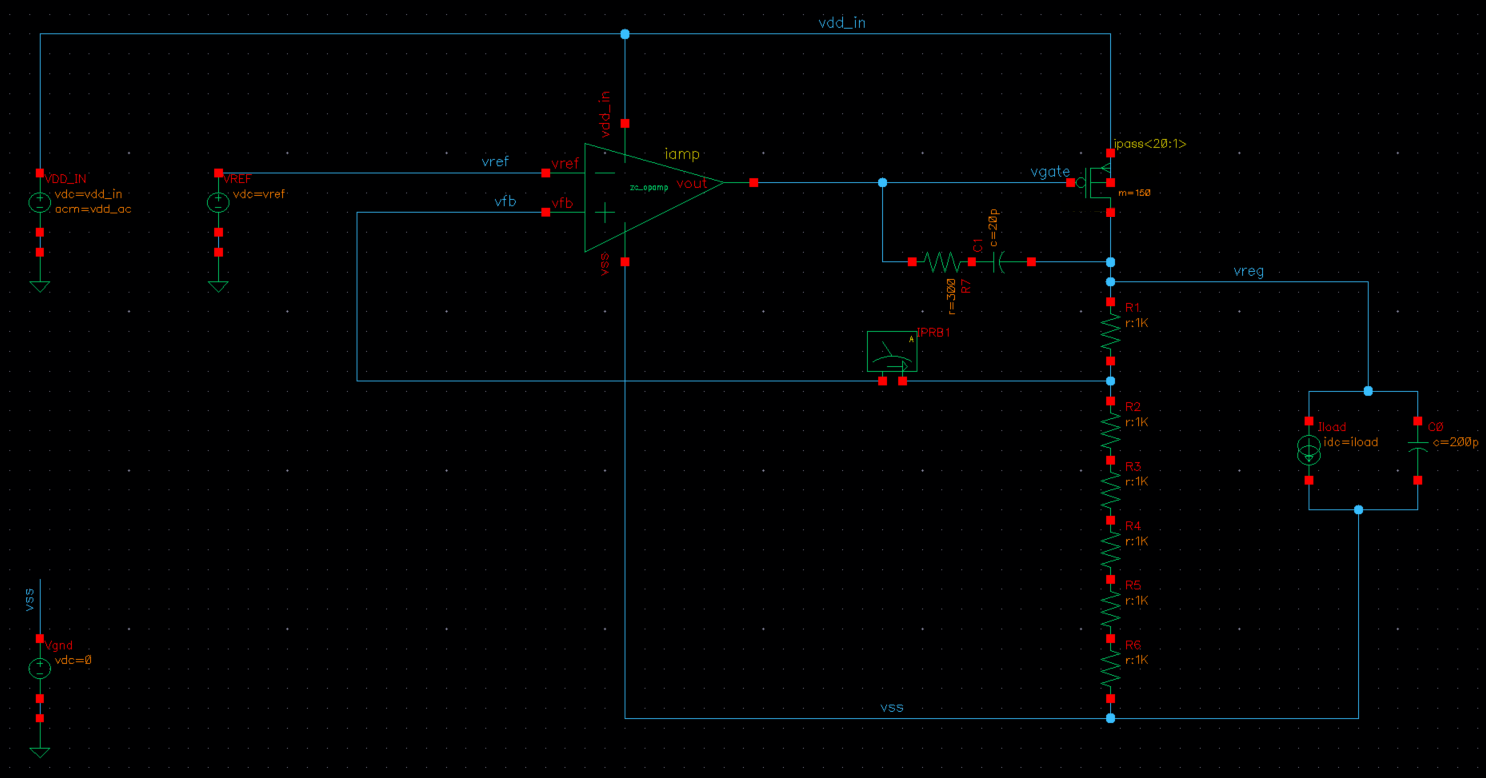 vdd_in
vdd_in
ipass<20:1>
iamp
vref
vref
VDD_IN
vdc=vdd_in
acm=vdd_ac
VREF
vdc=vref
zc_opamp
vout
vgate
m=150
vfb
vfb
vss
C1
c=20p
R7
r=300
vreg
R1
r:1K
IPRB1
A
R2
r:1K
Iload
idc=iload
C0
c=200p
R3
r:1K
R4
r:1K
R5
r:1K
vss
R6
r:1K
Vgnd
vdc=0
vss